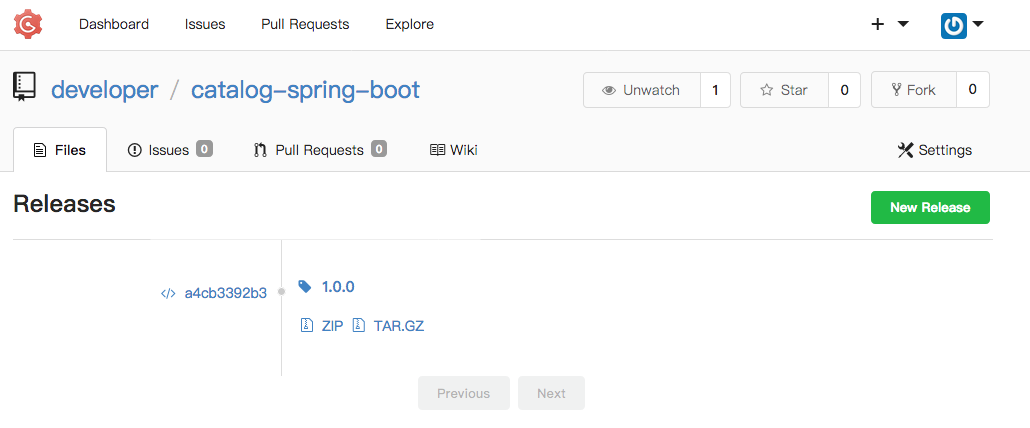 Dashboard Issues Pull Requests Explore
developer / catalog-spring-boot Unwatch 1 Star 0 Fork 0
Files Issues 0 Pull Requests 0 Wiki Settings
Releases New Release
a4cb3392b3 1.0.0
ZIP TAR.GZ
Previous Next